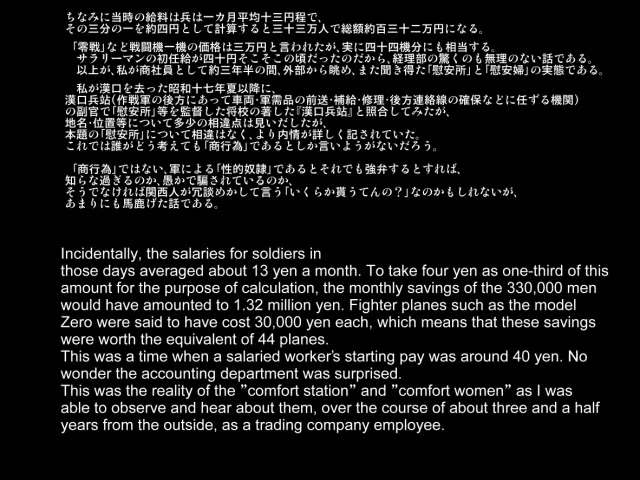 ちなみに当時の給料は兵は一カ月平均十三円程で、
その三分の一を約四円として計算すると三十三万人で総額約百三十二万円になる。
「零戦」など戦闘機一機の価格は三万円と言われたが、実に四十四機分にも相当する。
サラリーマンの初任給が四十円そこそこの頃だったのだから、経理部の驚くのも無理のない話である。
以上が、私が商社員として約三年半の間、外部から眺め、また聞き得た「慰安所」と「慰安婦」の実態である。
私が漢口を去った昭和十七年夏以降に、
漢口兵站(作戦軍の後方にあって車両・軍需品の前送・補給・修理・後方連絡線の確保などに任ずる機関)
の副官で「慰安所」等を監督した将校の著した『漢口兵站』と照合してみたが、
地名・位置等について多少の相違点は見いだしたが、
本題の「慰安所」について相違はなく、より内情が詳しく記されていた。
これでは誰がどう考えても「商行為」であるとしか言いようがないだろう。
「商行為」ではない、軍による「性的奴隷」であるとそれでも強弁するとすれば、
知らな過ぎるのか、愚かで騙されているのか、
そうでなければ関西人が冗談めかして言う「いくらか貰うてんの？」なのかもしれないが、
あまりにも馬鹿げた話である。
Incidentally, the salaries for soldiers in
those days averaged about 13 yen a month. To take four yen as one-third of this
amount for the purpose of calculation, the monthly savings of the 330,000 men
would have amounted to 1.32 million yen. Fighter planes such as the model
Zero were said to have cost 30,000 yen each, which means that these savings
were worth the equivalent of 44 planes.
This was a time when a salaried worker's starting pay was around 40 yen. No
wonder the accounting department was surprised.
This was the reality of the ”comfort station” and ”comfort women” as I was
able to observe and hear about them, over the course of about three and a half
years from the outside, as a trading company employee.